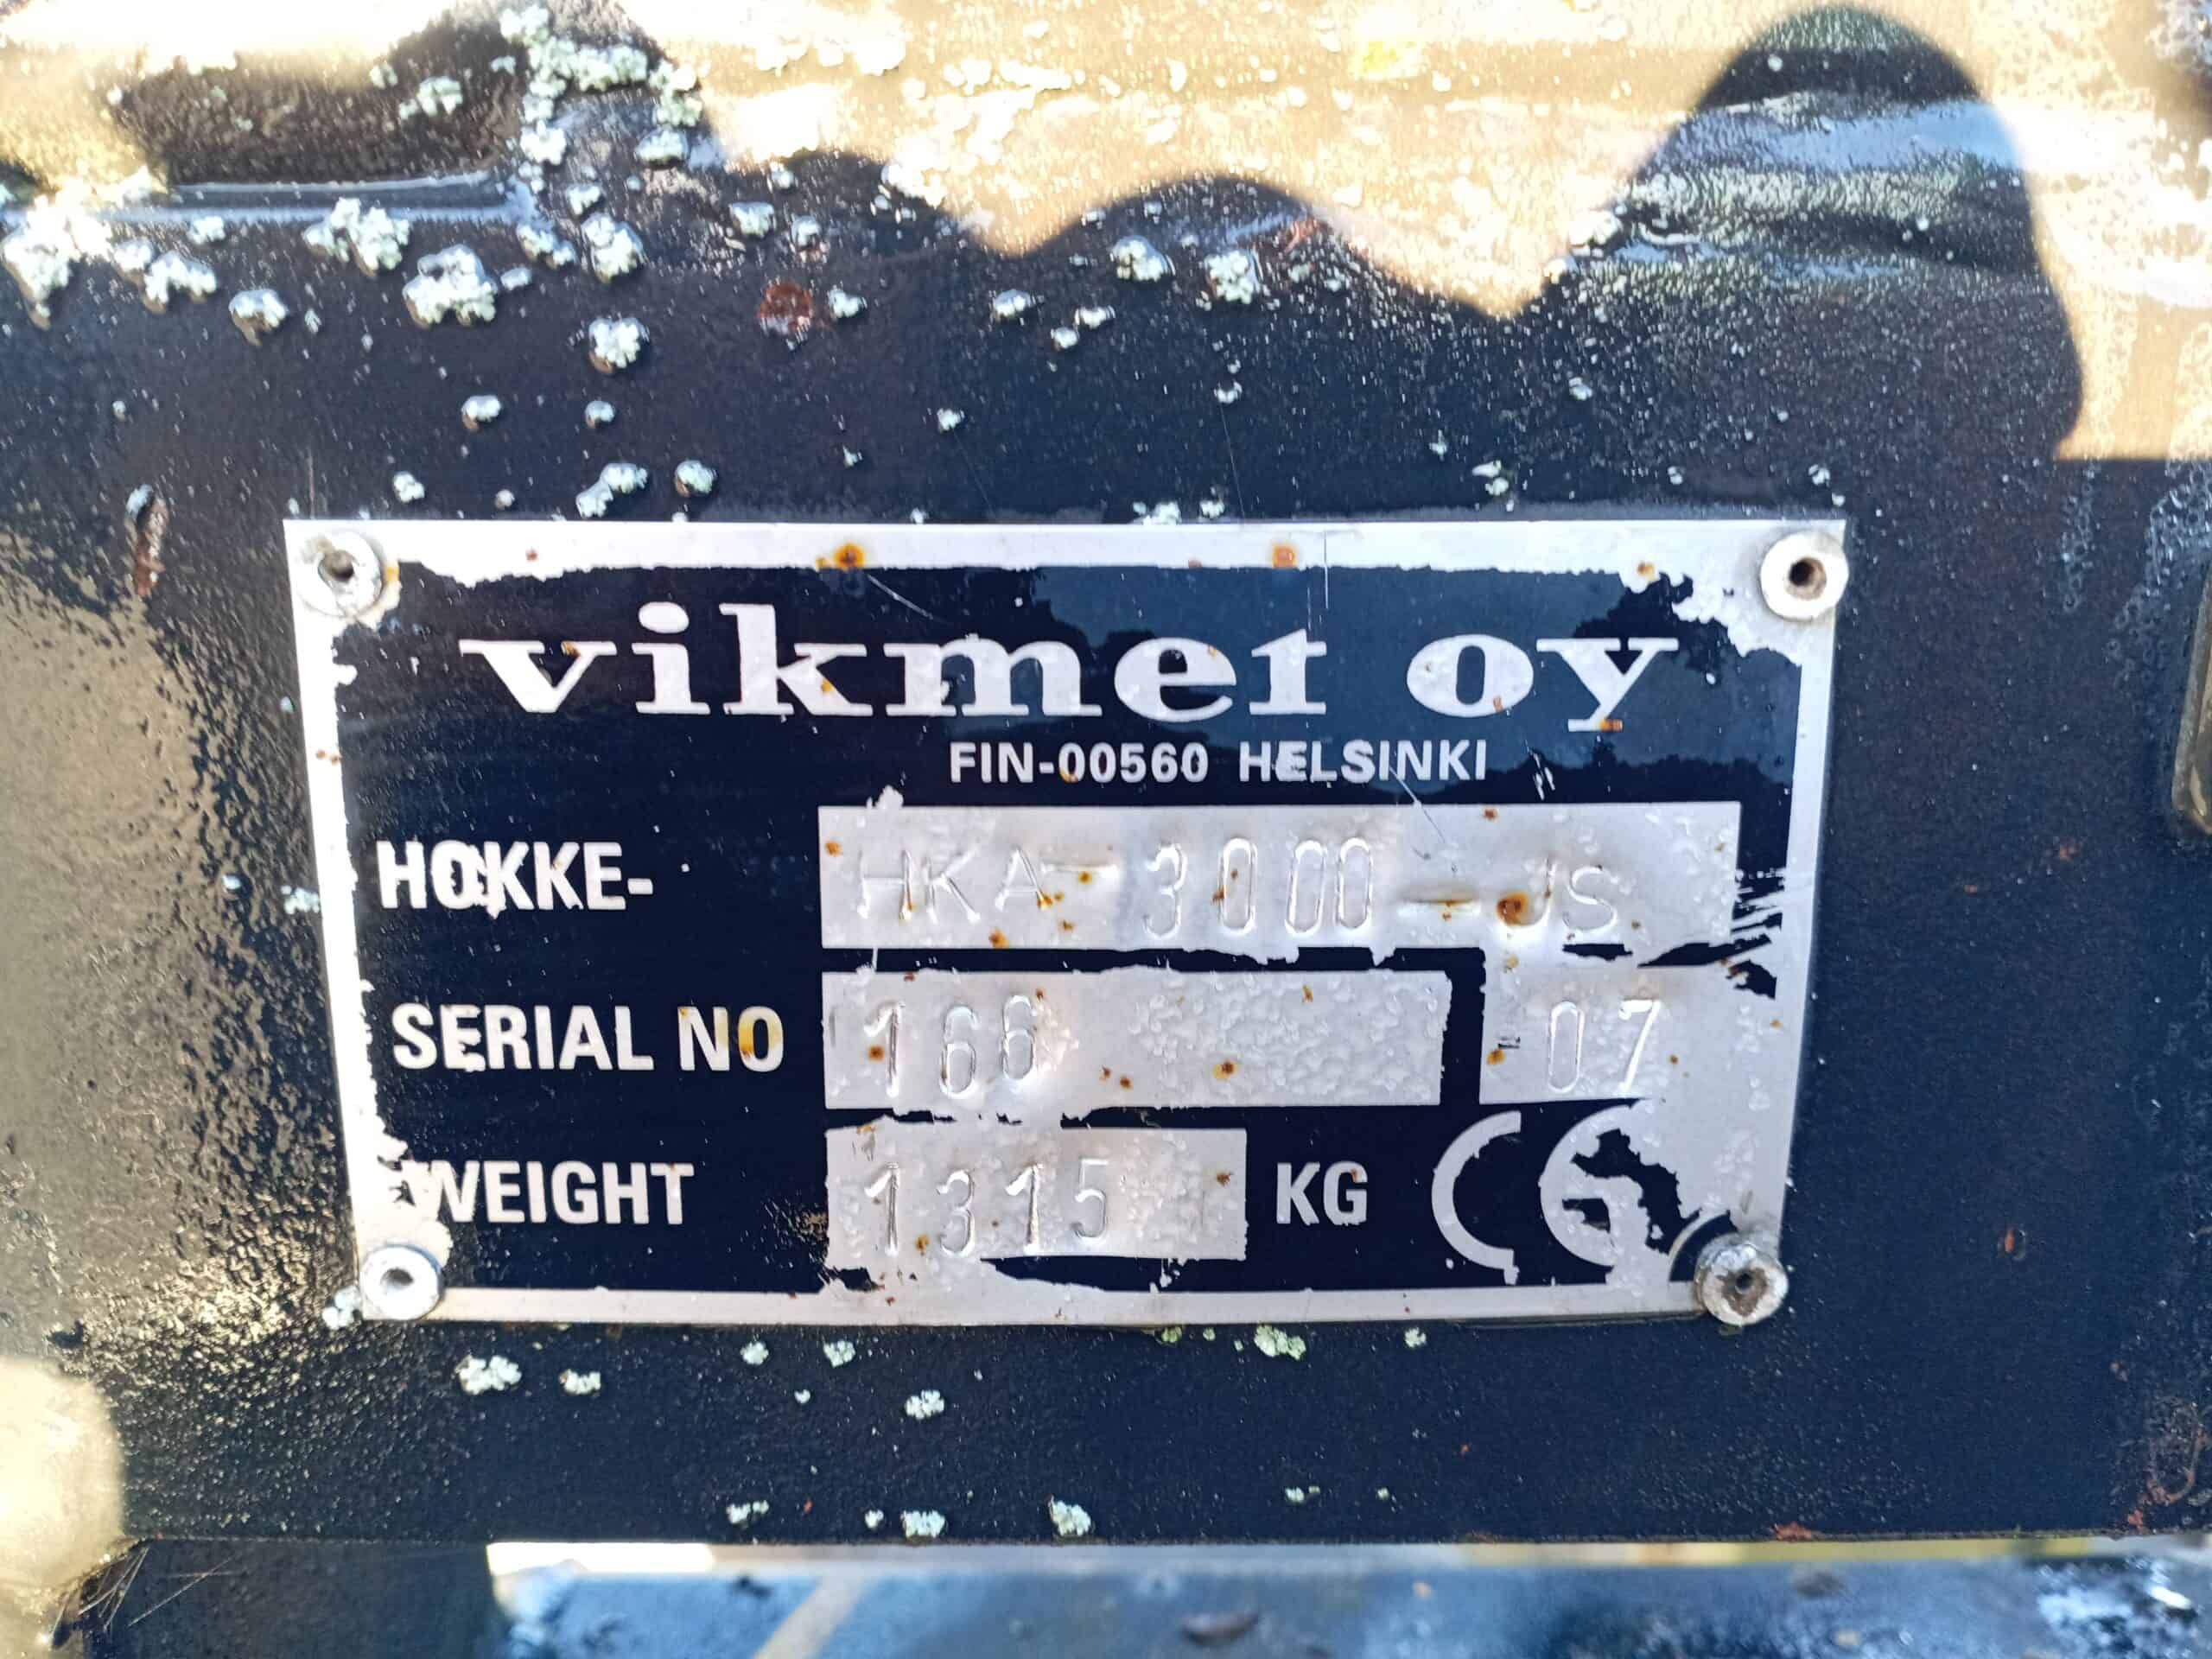 vikmet oy
FIN-00560 HELSINKI
HOKKE- HKA-3000-JS
SERIAL NO 166 -07
WEIGHT 1315 KG CE